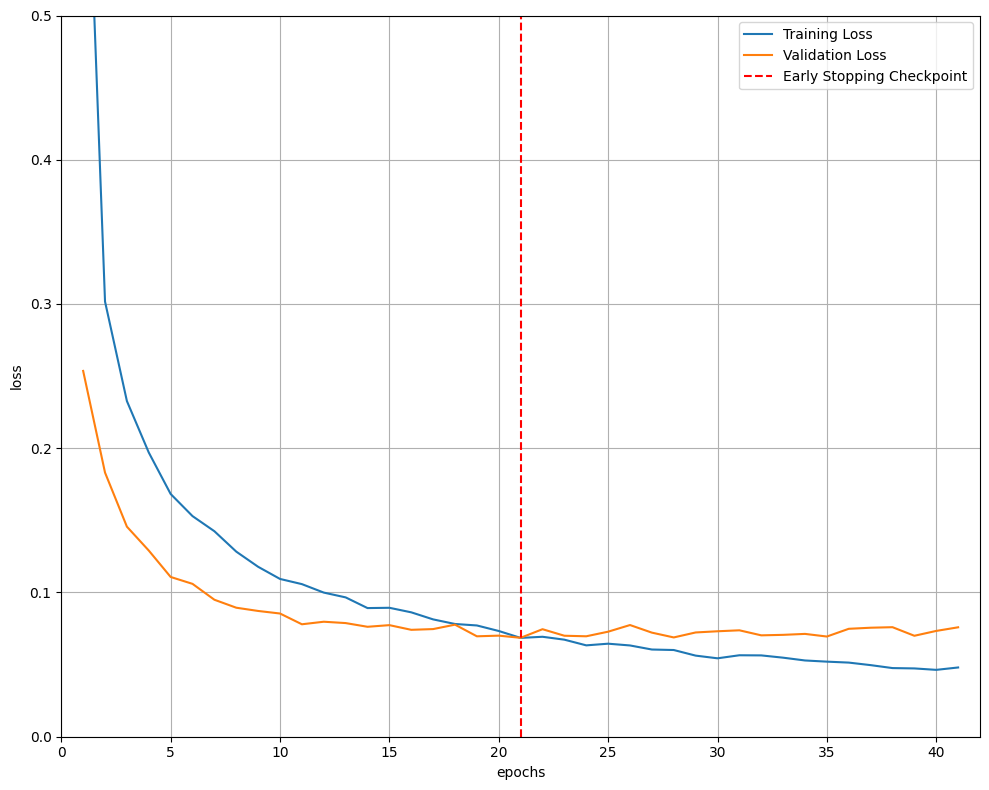 0.5
0.4
0.3
0.2
0.1
0.0
loss
Training Loss
Validation Loss
Early Stopping Checkpoint
0 5 10 15 20 25 30 35 40
epochs